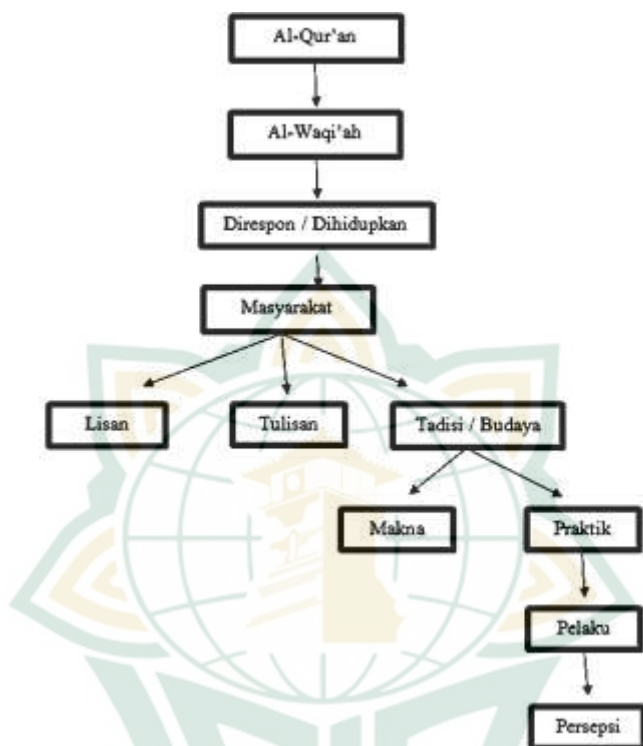 Al-Qur'an
Al-Waqi'ah
Direspon / Dihidupkan
Masyarakat
Lisan
Tulisan
Tadisi / Budaya
Makna
Praktik
Pelaku
Persepsi